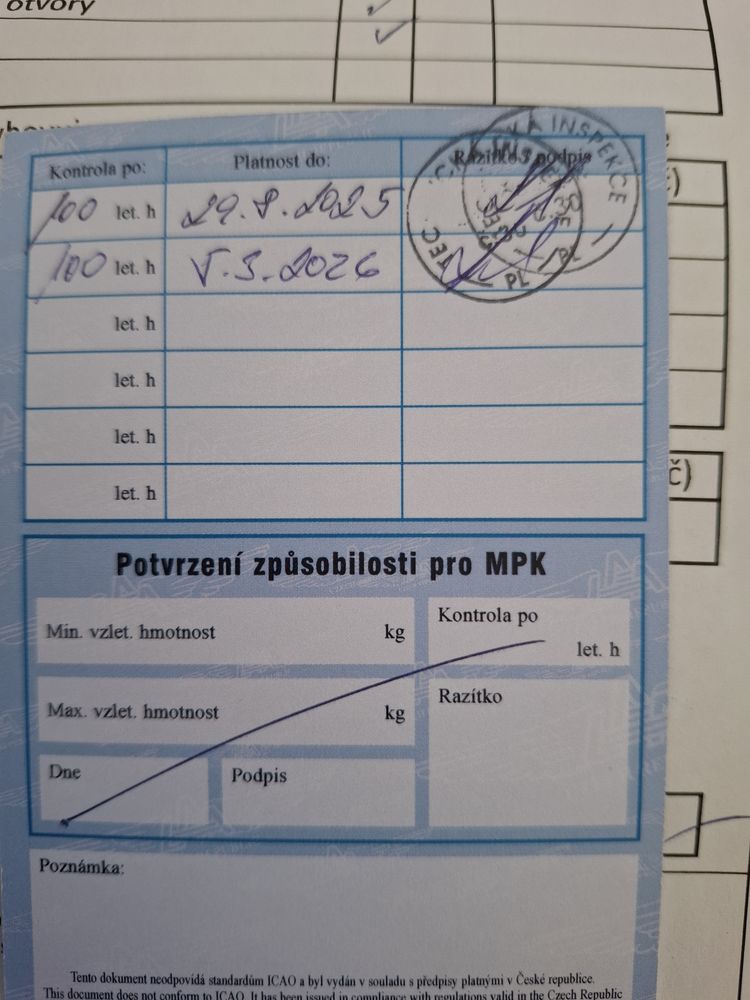 otvory
Kontrola po: Platnost do: Razítko a podpis
100 let. h 29.8.2025
100 let. h 5.3.2026
let. h
let. h
let. h
let. h
INSPEKCE
PL
PL
č)
Potvrzení způsobilosti pro MPK
Min. vzlet. hmotnost kg
Kontrola po
let. h
Max. vzlet. hmotnost kg
Razítko
Dne
Podpis
Poznámka:
Tento dokument neodpovídá standardům ICAO a byl vydán v souladu s předpisy platnými v České republice.
This document does not conform to ICAO. It has been issued in compliance with regulations valid in the Czech Republic